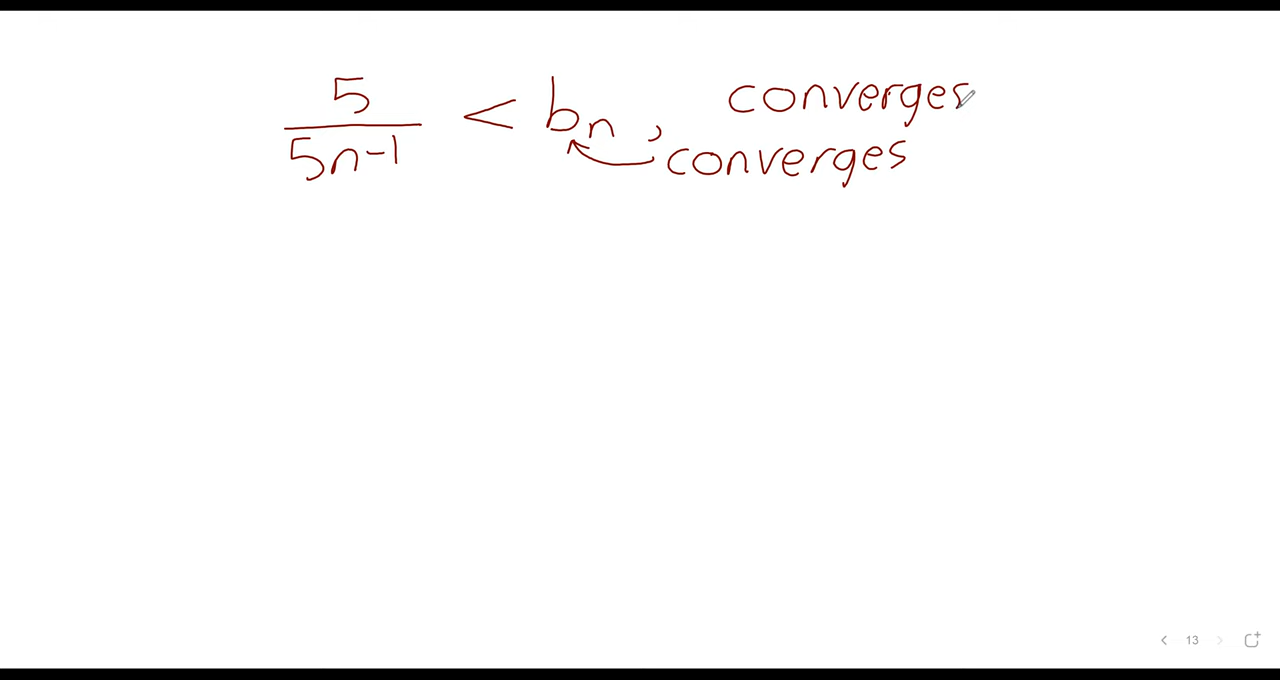 5/(5n-1) < bn, converges
converges
13